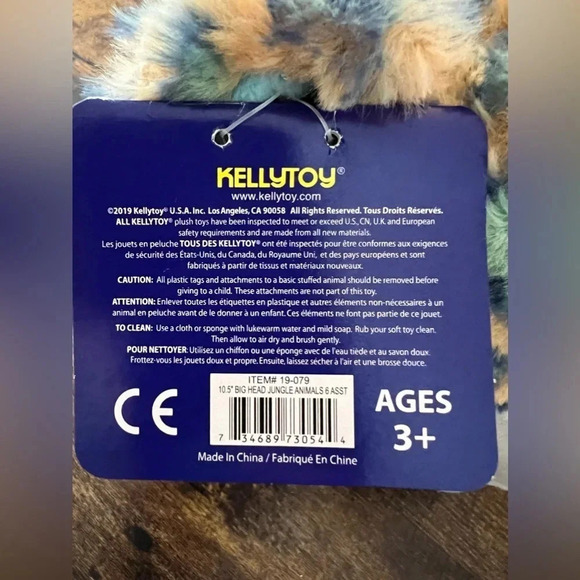 KELLYTOY®
www.kellytoy.com
©2019 Kellytoy® U.S.A. Inc. Los Angeles, CA 90058 All Rights Reserved. Tous Droits Réservés.
ALL KELLYTOY® plush toys have been inspected to meet or exceed U.S., CN, U.K and European
safety requirements and are made from all new materials.
Les jouets en peluche TOUS DES KELLYTOY® ont été inspectés pour être conformes aux exigences
de sécurité des États-Unis, du Canada, du Royaume Uni, et des pays européens et sont
fabriqués à partir de tissus et matériaux nouveaux.
CAUTION: All plastic tags and attachments to a basic stuffed animal should be removed before
giving to a child. These attachments are not part of this toy.
ATTENTION: Enlever toutes les étiquettes en plastique et autres éléments non-nécessaires à un
animal en peluche avant de le donner à un enfant. Ces éléments ne font pas partie de ce jouet.
TO CLEAN: Use a cloth or sponge with lukewarm water and mild soap. Rub your soft toy clean.
Then allow to air dry and brush gently.
POUR NETTOYER: Utilisez un chiffon ou une éponge avec de l'eau tiède et au savon doux.
Frottez-vous les jouets doux et propre. Ensuite, laissez sécher à l'air et une brosse douce.
CE
ITEM# 19-079
10.5" BIG HEAD JUNGLE ANIMALS 6 ASST
7 34689 73054 4
AGES
3+
Made In China / Fabriqué En Chine